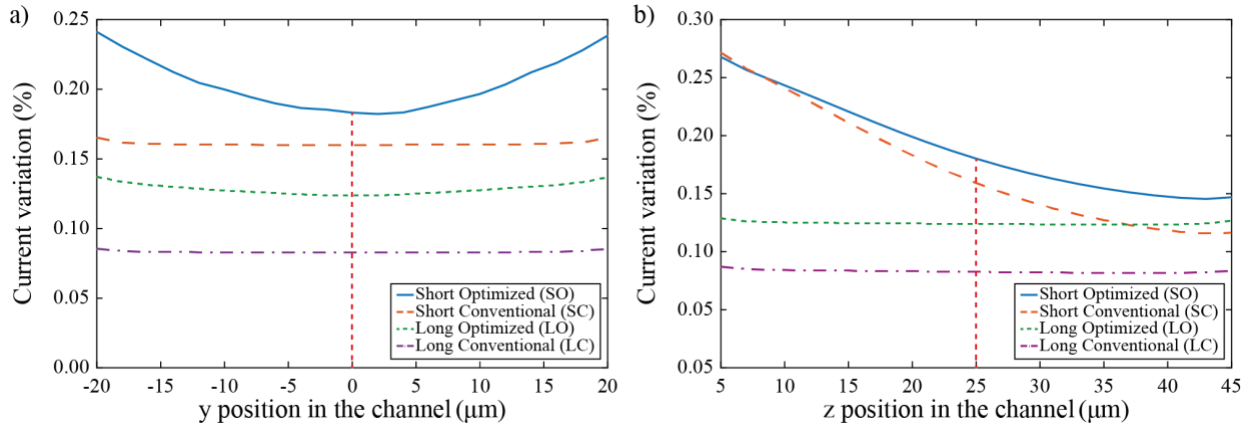 a)
Current variation (%)
0.25
0.20
0.15
0.10
0.05
0.00
-20
-15
-10
-5
0
5
10
15
20
y position in the channel (μm)
Short Optimized (SO)
Short Conventional (SC)
Long Optimized (LO)
Long Conventional (LC)
b)
Current variation (%)
0.30
0.25
0.20
0.15
0.10
0.05
0.05
5
10
15
20
25
30
35
40
45
z position in the channel (μm)
Short Optimized (SO)
Short Conventional (SC)
Long Optimized (LO)
Long Conventional (LC)